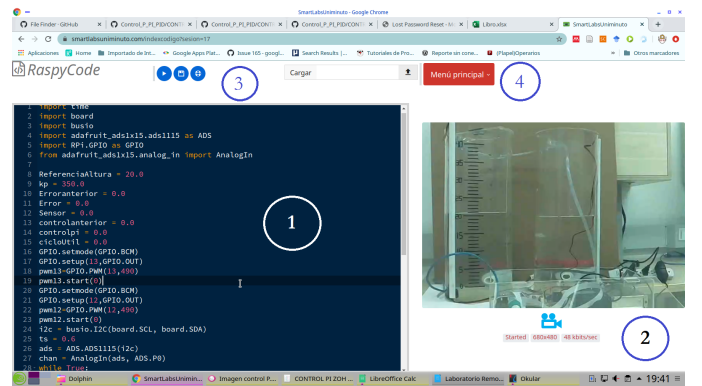 SmartLabsUniminuto - Google Chrome
File Finder · GitHub
Control_P_PI_PID/CONTR
Control_P_PI_PID/CONTR
Control_P_PI_PID/CONTR
Lost Password Reset - M
Libro.xlsx
SmartLabsUniminuto
smartlabsuniminuto.com/indexcodigo?sesion=17
Aplicaciones
Home
Importado de Int...
Google Apps Plat...
Issue 165 - googl...
Search Results |...
Tutoriales de Pro...
Reporte sin cone...
[Flapel]Operarios
»
Otros marcadores
RaspyCode
3
Cargar
Menú principal
4
1 import time
2 import board
3 import busio
4 import adafruit_ads1x15.ads1115 as ADS
5 import RPi.GPIO as GPIO
6 from adafruit_ads1x15.analog_in import AnalogIn
7
8 ReferenciaAltura = 20.0
9 kp = 350.0
10 Erroranterior = 0.0
11 Error = 0.0
12 Sensor = 0.0
13 controlanterior = 0.0
14 controlpi = 0.0
15 cicloUtil = 0.0
16 GPIO.setmode(GPIO.BCM)
17 GPIO.setup(13,GPIO.OUT)
18 pwm13=GPIO.PWM(13,490)
19 pwm13.start(0)
20 GPIO.setmode(GPIO.BCM)
21 GPIO.setup(12,GPIO.OUT)
22 pwm12=GPIO.PWM(12,490)
23 pwm12.start(0)
24 i2c = busio.I2C(board.SCL, board.SDA)
25 ts = 0.6
26 ads = ADS.ADS1115(i2c)
27 chan = AnalogIn(ads, ADS.P0)
28 while True:
1
5
Started 680x480 48 kbits/sec
2
Dolphin
SmartLabsUnimin...
Imagen control P...
CONTROL PI ZOH ...
LibreOffice Calc
Laboratorio Remo...
Okular
19:41